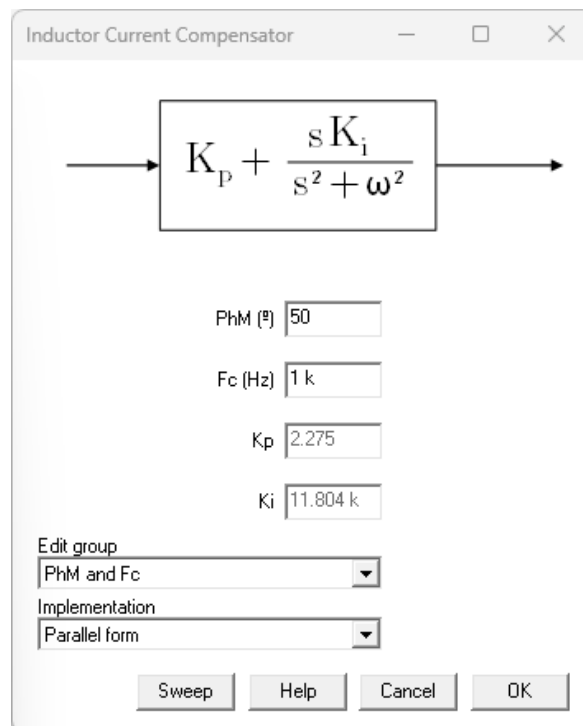 Inductor Current Compensator
Kₚ + sKᵢ / s² + ω²
PhM (º) 50
Fc (Hz) 1 k
Kp 2.275
Ki 11.804 k
Edit group
PhM and Fc
Implementation
Parallel form
Sweep Help Cancel OK